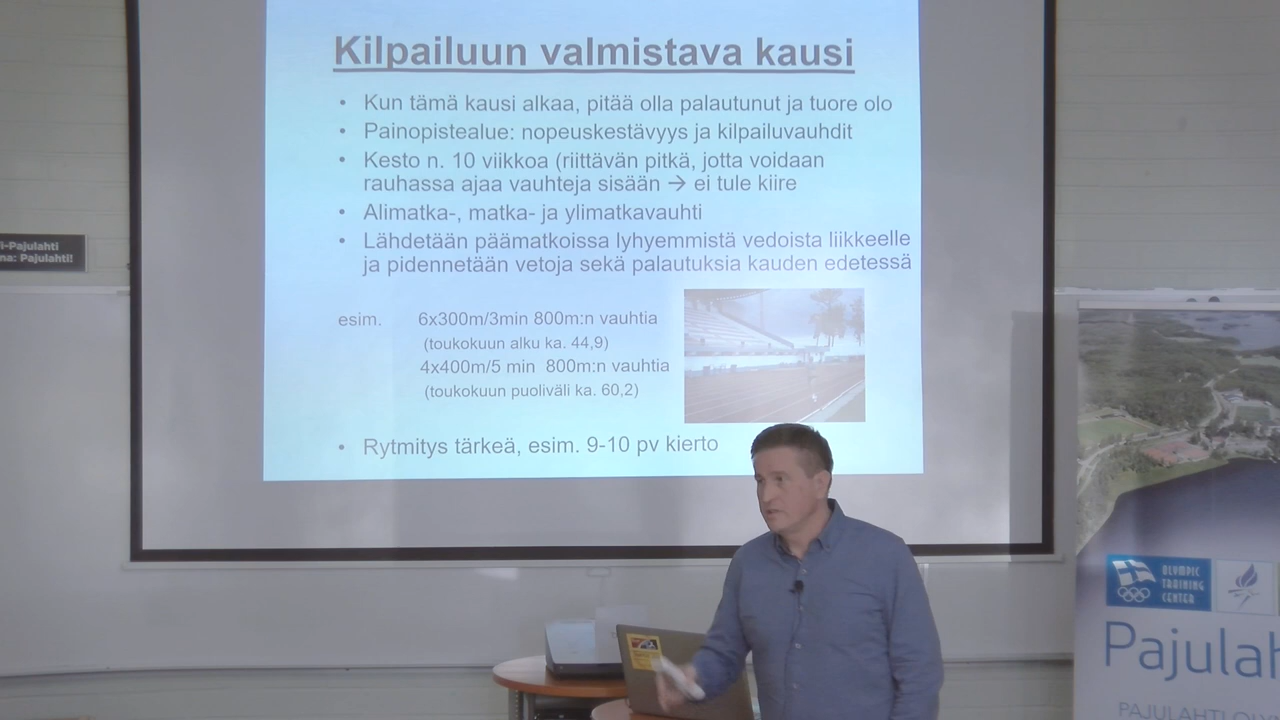 Kilpailuun valmistava kausi
• Kun tämä kausi alkaa, pitää olla palautunut ja tuore olo
• Painopistealue: nopeuskestävyys ja kilpailuvauhdit
• Kesto n. 10 viikkoa (riittävän pitkä, jotta voidaan
rauhassa ajaa vauhteja sisään → ei tule kiire
• Alimatka-, matka- ja ylimatkavauhti
• Lähdetään päämatkoissa lyhyemmistä vedoista liikkeelle
ja pidennetään vetoja sekä palautuksia kauden edetessä
esim. 6x300m/3min 800m:n vauhtia
(toukokuun alku ka. 44,9)
4x400m/5 min 800m:n vauhtia
(toukokuun puoliväli ka. 60,2)
• Rytmitys tärkeä, esim. 9-10 pv kierto
i-Pajulahti
na: Pajulahti!
OLYMPIC
TRAINING
CENTER
Pajulah
PAJULAHTI